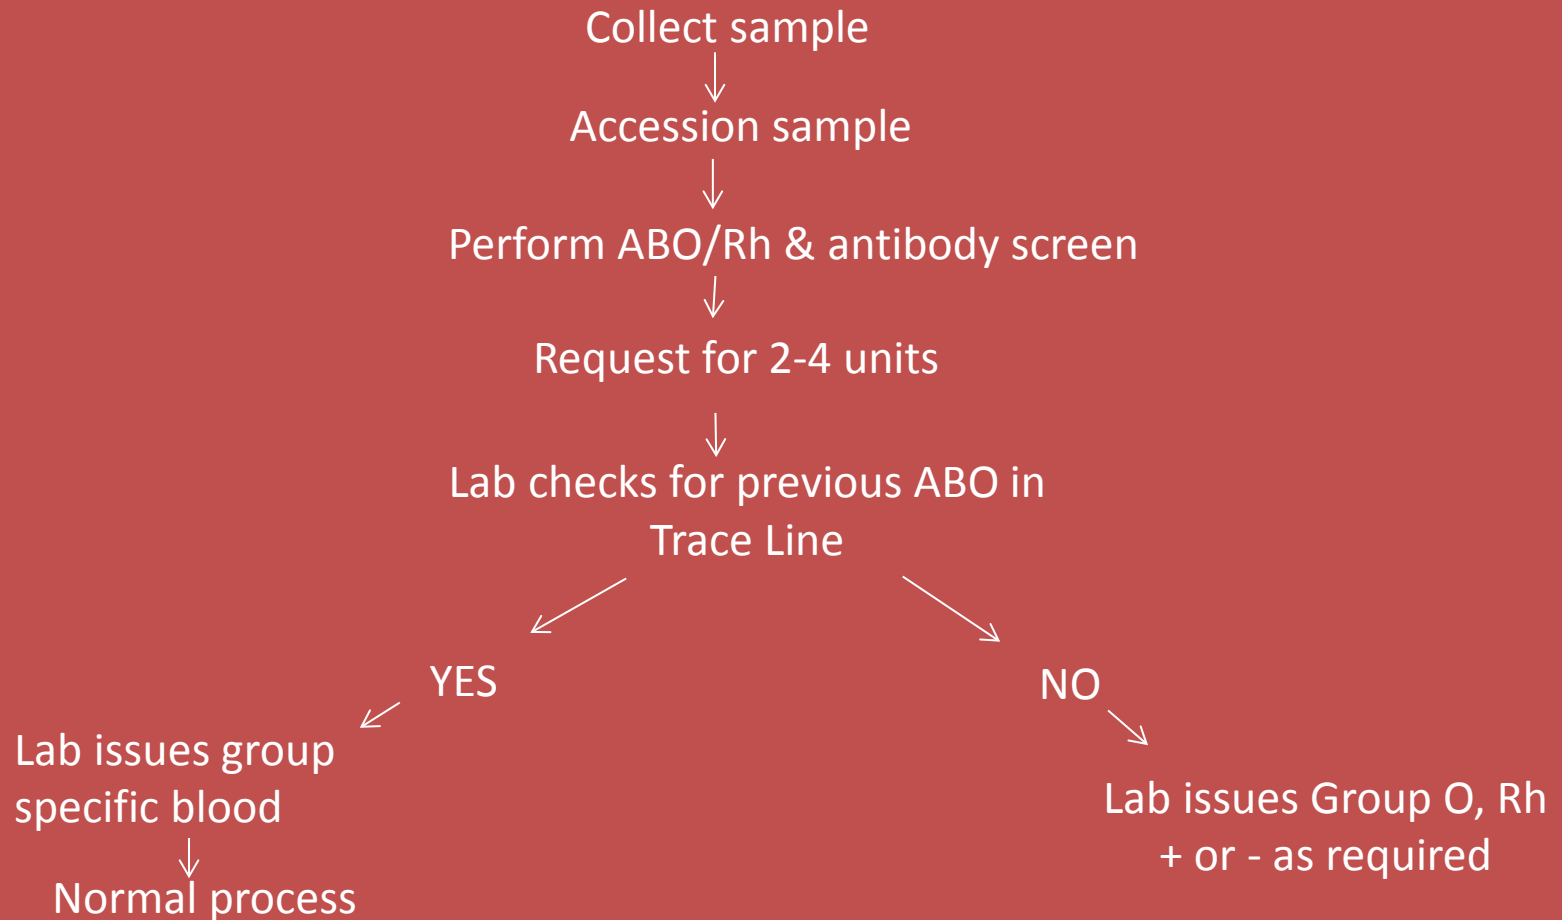 Collect sample
Accession sample
Perform ABO/Rh & antibody screen
Request for 2-4 units
Lab checks for previous ABO in
Trace Line
YES
NO
Lab issues group
specific blood
Normal process
Lab issues Group O, Rh
+ or - as required